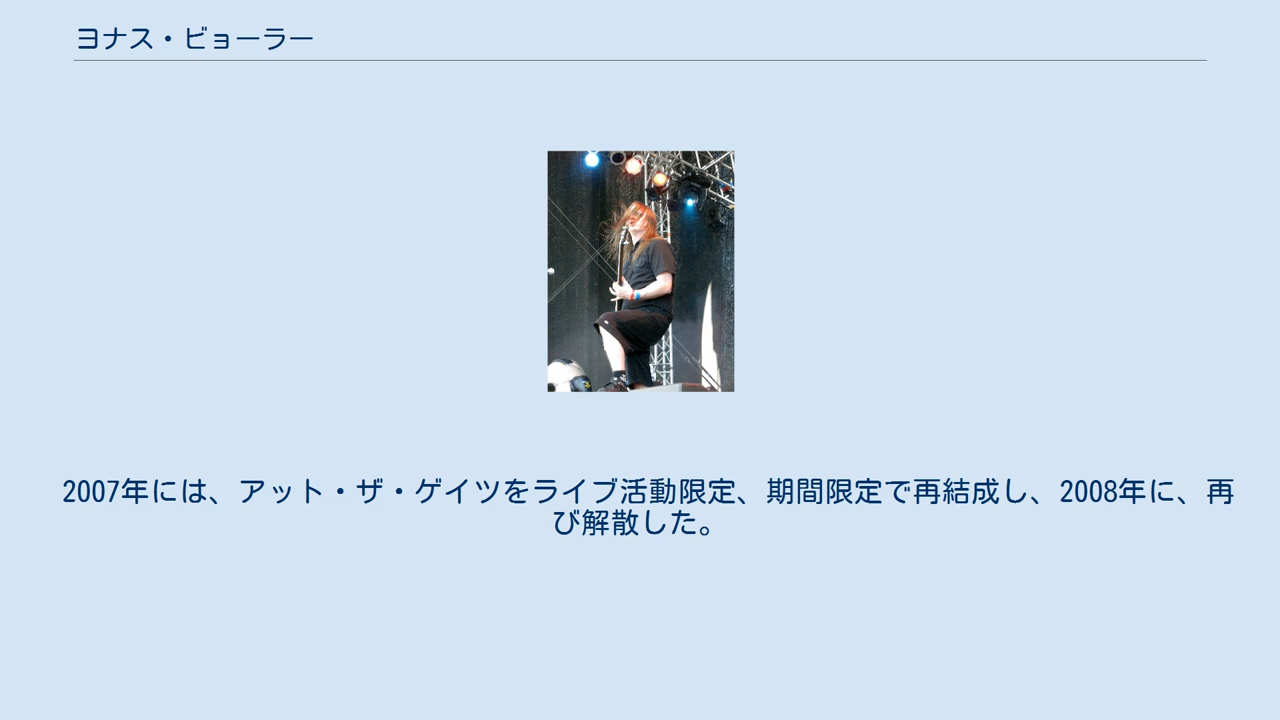 ヨナス・ビョーラー
2007年には、アット・ザ・ゲイツをライブ活動限定、期間限定で再結成し、2008年に、再
び解散した。